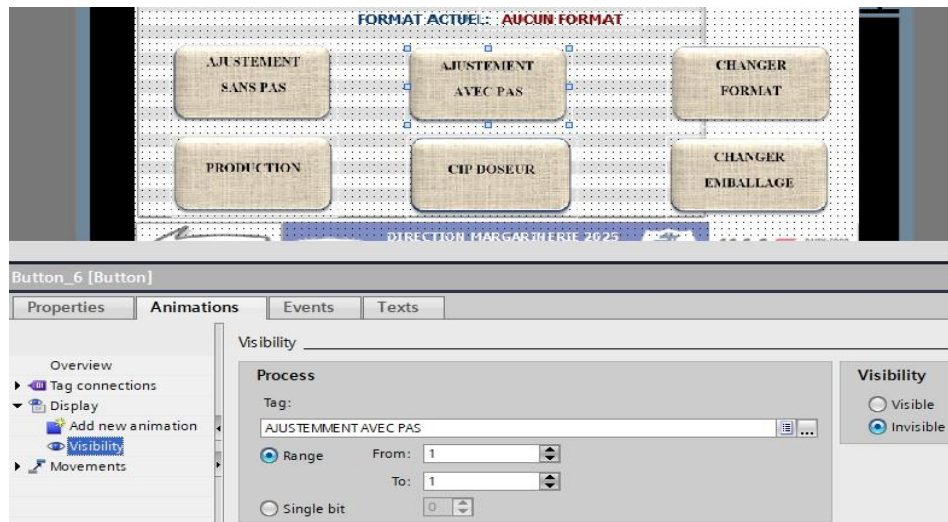 FORMAT ACTUEL: AUCUN FORMAT
AJUSTEMENT
SANS PAS
AJUSTEMENT
AVEC PAS
CHANGER
FORMAT
PRODUCTION
CIP DOSEUR
CHANGER
EMBALLAGE
DIRECTION MARGARINERIE 2025
Button_6 [Button]
Properties Animations Events Texts
Visibility
Overview
Tag connections
Display
Add new animation
Visibility
Movements
Process
Tag:
AJUSTEMMENT AVEC PAS
Range From: 1
To: 1
Single bit 0
Visibility
Visible
Invisible